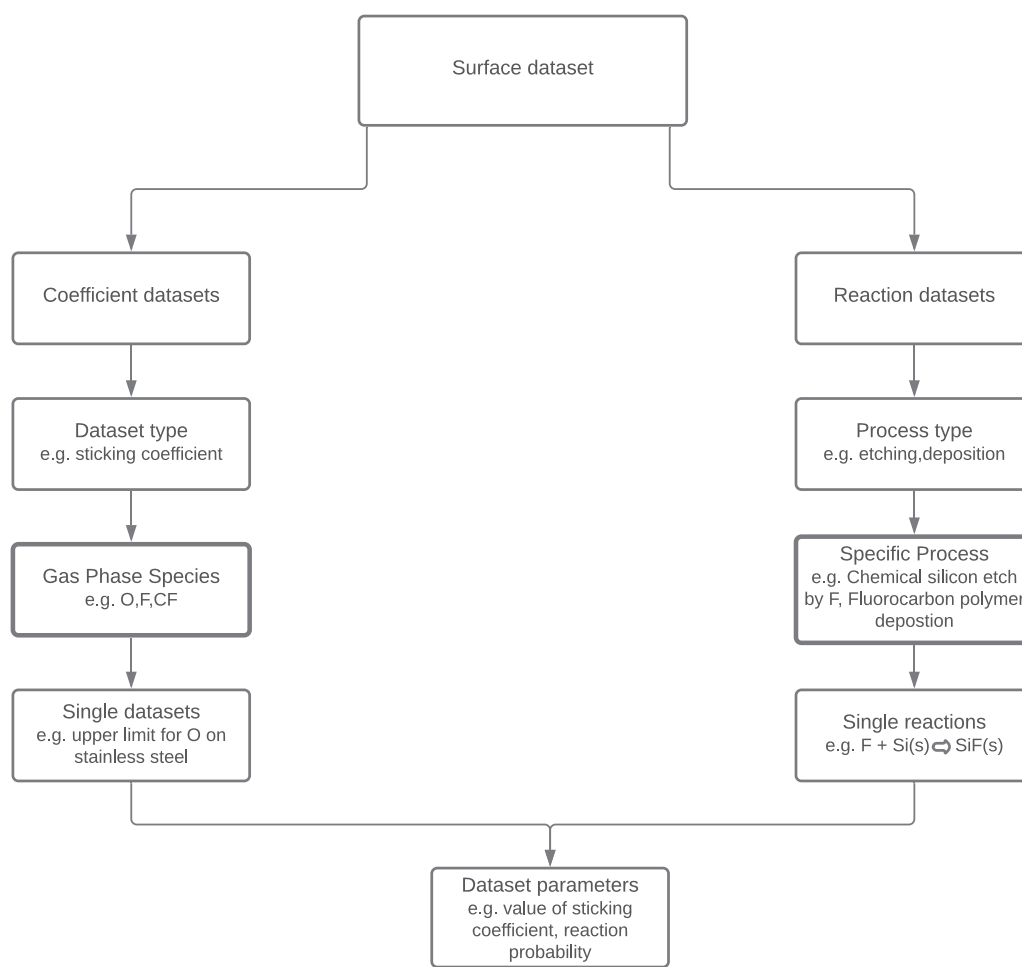 Surface dataset
Coefficient datasets
Reaction datasets
Dataset type
e.g. sticking coefficient
Process type
e.g. etching,deposition
Gas Phase Species
e.g. O,F,CF
Specific Process
e.g. Chemical silicon etch
by F, Fluorocarbon polymer
depostion
Single datasets
e.g. upper limit for O on
stainless steel
Single reactions
e.g. F + Si(s) ⇨ SiF(s)
Dataset parameters
e.g. value of sticking
coefficient, reaction
probability